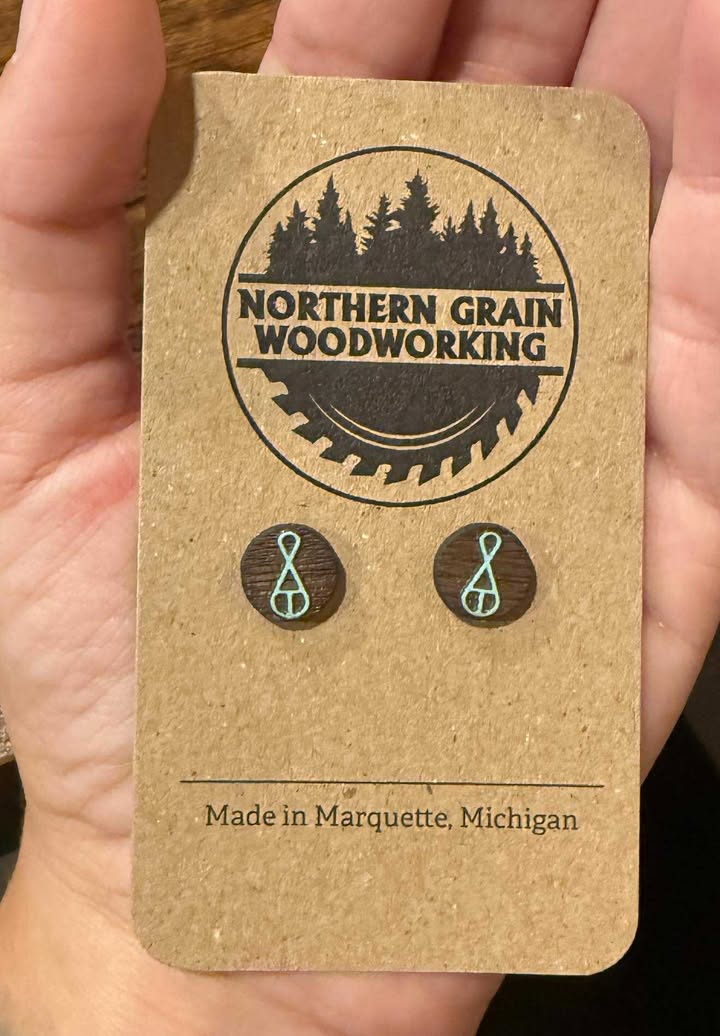 NORTHERN GRAIN
WOODWORKING
Made in Marquette, Michigan